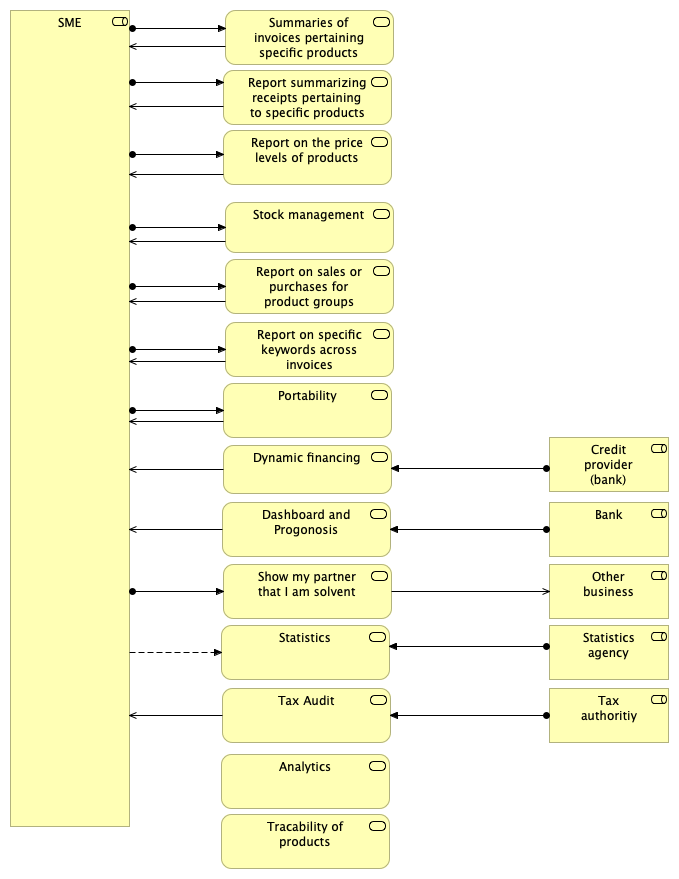 SME
Summaries of
invoices pertaining
specific products
Report summarizing
receipts pertaining
to specific products
Report on the price
levels of products
Stock management
Report on sales or
purchases for
product groups
Report on specific
keywords across
invoices
Portability
Dynamic financing
Credit
provider
(bank)
Dashboard and
Progonosis
Bank
Show my partner
that I am solvent
Other
business
Statistics
Statistics
agency
Tax Audit
Tax
authoritiy
Analytics
Tracability of
products